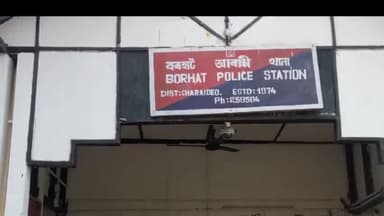 বৰহাট আৰক্ষী থানা
BORHAT POLICE STATION
DIST:CHARAIDEO, ESTD:1974
Ph:259504